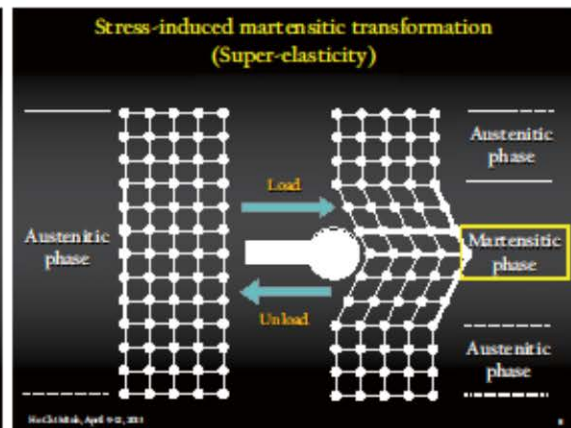 Stress-induced martensitic transformation
(Super-elasticity)
Austenitic
phase
Load
Austenitic
phase
Martensitic
phase
Unload
Austenitic
phase